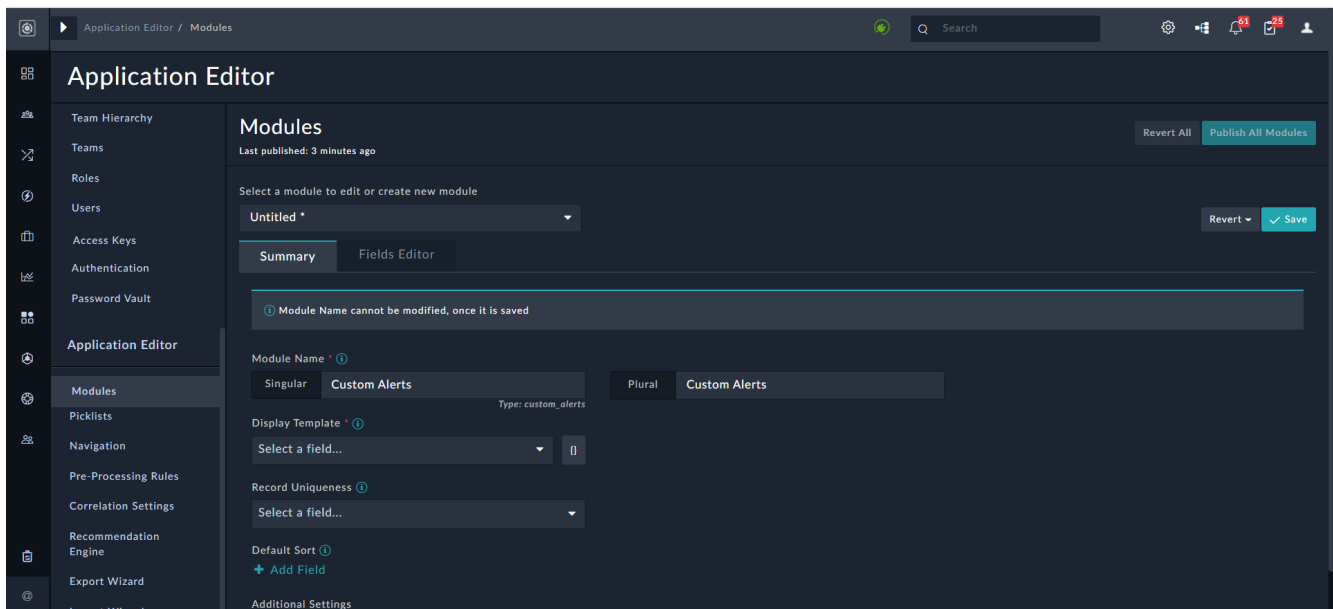 Application Editor / Modules
Search
61
25
Application Editor
Team Hierarchy
Teams
Roles
Users
Access Keys
Authentication
Password Vault
Application Editor
Modules
Picklists
Navigation
Pre-Processing Rules
Correlation Settings
Recommendation
Engine
Export Wizard
@
Modules
Last published: 3 minutes ago
Revert All
Publish All Modules
Select a module to edit or create new module
Untitled *
Revert
Save
Summary
Fields Editor
Module Name cannot be modified, once it is saved
Module Name *
Singular
Custom Alerts
Plural
Custom Alerts
Type: custom_alerts
Display Template *
Select a field...
{}
Record Uniqueness
Select a field...
Default Sort
+ Add Field
Additional Settings